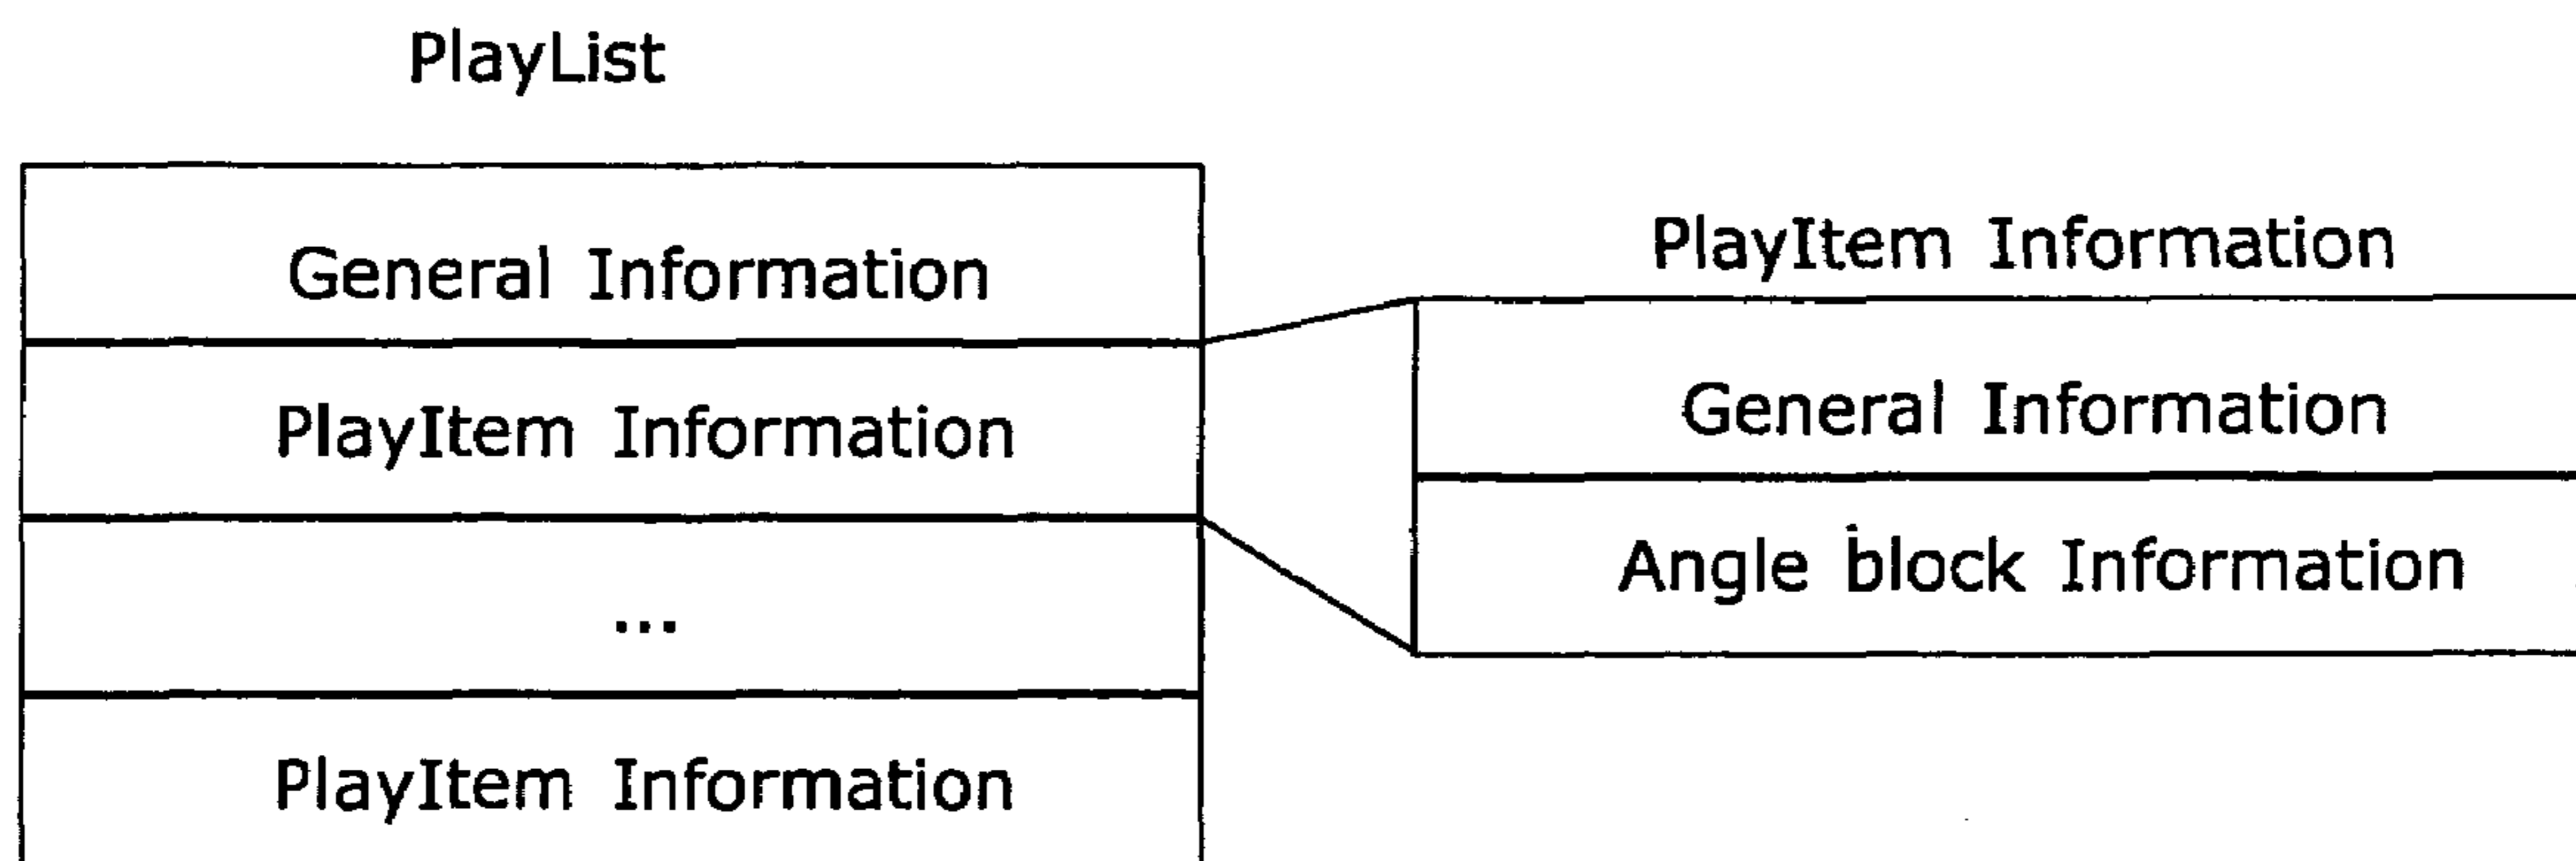 PlayList
General Information
PlayItem Information
...
PlayItem Information
PlayItem Information
General Information
Angle block Information